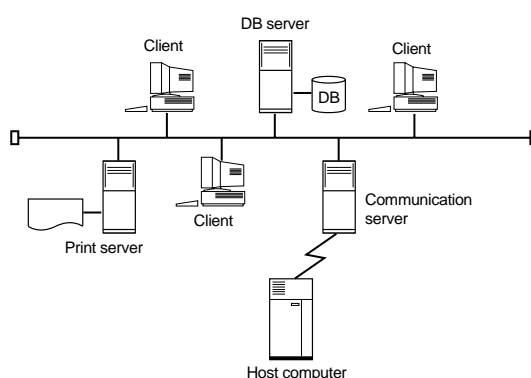 DB server
Client
Client
DB
Client
Print server
Communication
server
Host computer